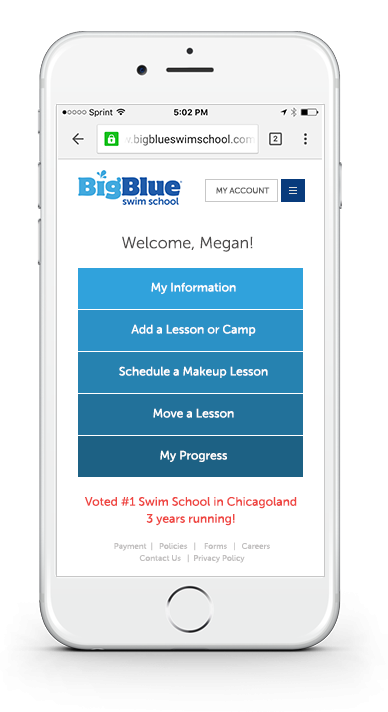 Sprint 5:02 PM
w.bigblueswimschool.com 2
BigBlue
swim school
MY ACCOUNT
Welcome, Megan!
My Information
Add a Lesson or Camp
Schedule a Makeup Lesson
Move a Lesson
My Progress
Voted #1 Swim School in Chicagoland
3 years running!
Payment | Policies | Forms | Careers
Contact Us | Privacy Policy